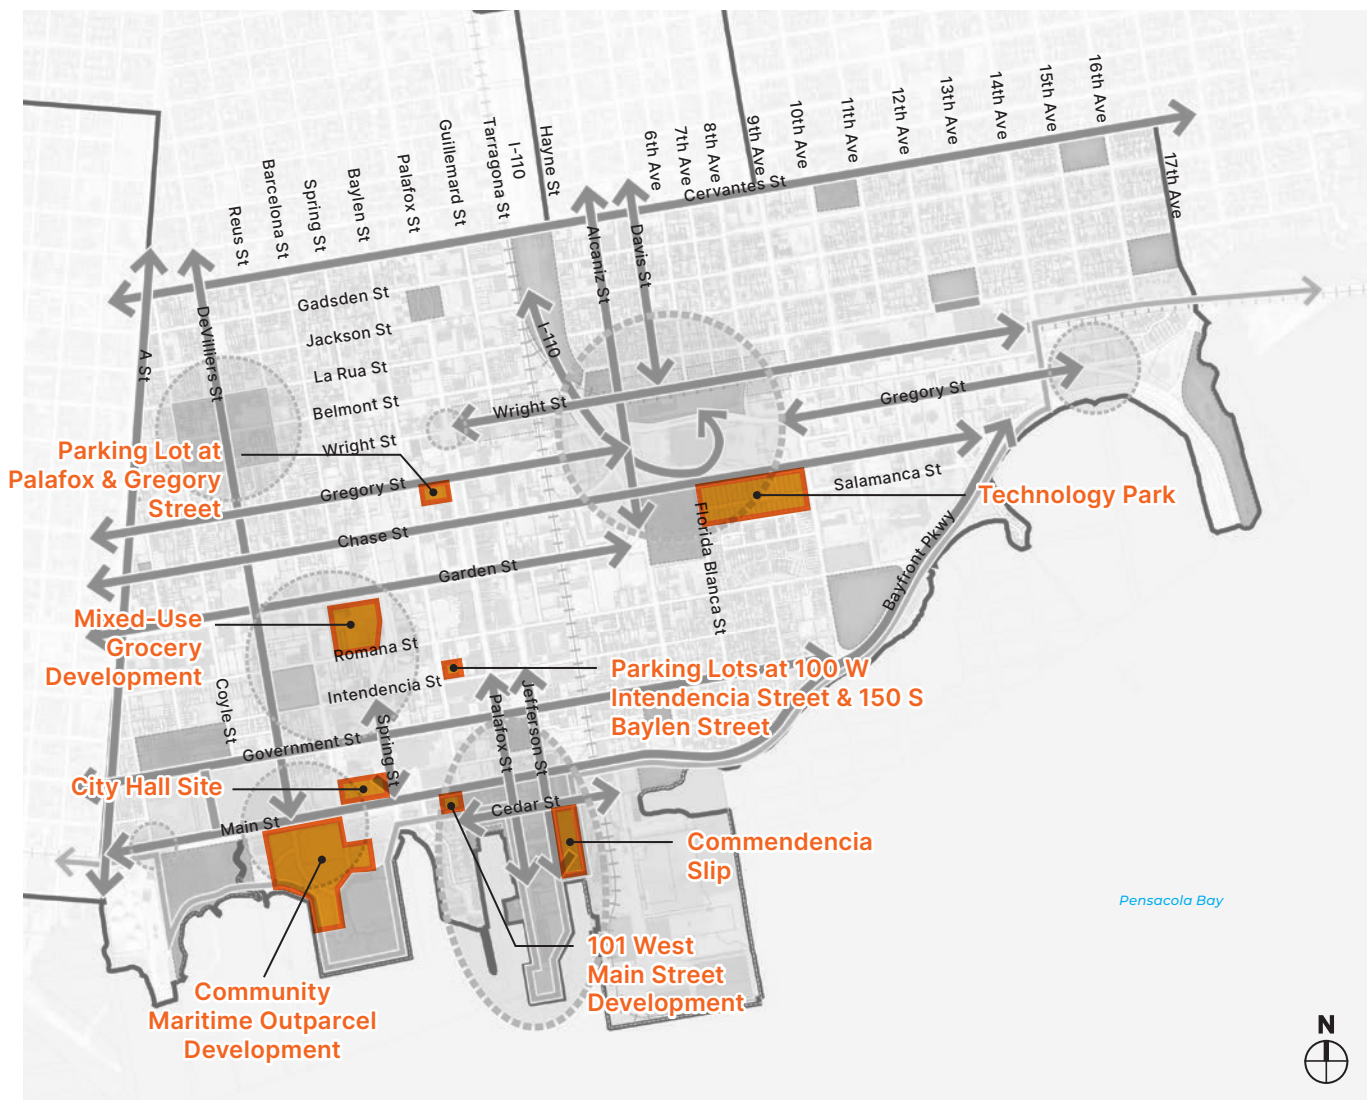 16th Ave
15th Ave
14th Ave
13th Ave
12th Ave
11th Ave
10th Ave
9th Ave
8th Ave
7th Ave
6th Ave
Hayne St
I-110
Tarragona St
Guillemard St
Palafox St
Baylen St
Spring St
Barcelona St
Reus St
17th Ave
Cervantes St
Alcaniz St
Davis St
Gadsden St
DeVilliers St
A St
I-110
Jackson St
La Rua St
Belmont St
Wright St
Wright St
Gregory St
Parking Lot at
Palafox & Gregory
Street
Gregory St
Salamanca St
Technology Park
Chase St
Florida Blanca St
Bayfront Pkwy
Garden St
Mixed-Use
Grocery
Development
Romana St
Parking Lots at 100 W
Intendencia Street & 150 S
Baylen Street
Intendencia St
Coyle St
Government St
Spring St
Palafox St
Jefferson St
City Hall Site
Main St
Cedar St
Commendencia
Slip
Pensacola Bay
101 West
Main Street
Development
Community
Maritime Outparcel
Development
N